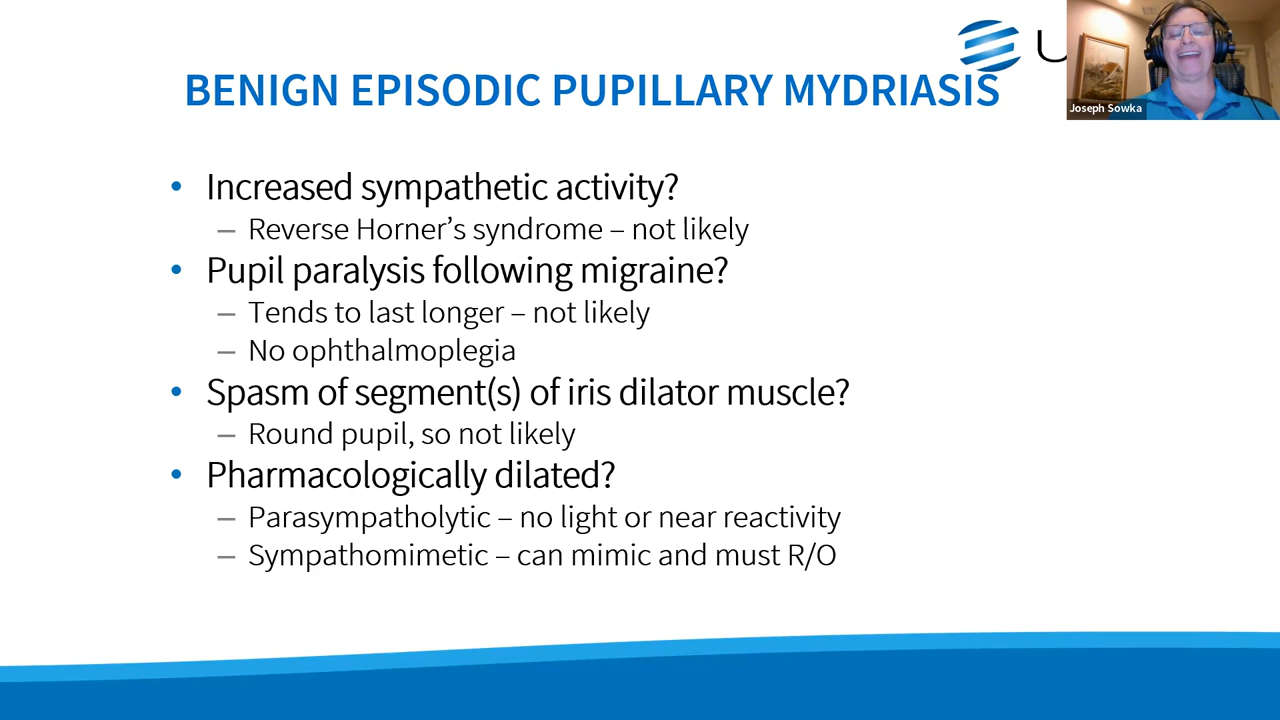 U
Joseph Sowka
BENIGN EPISODIC PUPILLARY MYDRIASIS
• Increased sympathetic activity?
– Reverse Horner’s syndrome – not likely
• Pupil paralysis following migraine?
– Tends to last longer – not likely
– No ophthalmoplegia
• Spasm of segment(s) of iris dilator muscle?
– Round pupil, so not likely
• Pharmacologically dilated?
– Parasympatholytic – no light or near reactivity
– Sympathomimetic – can mimic and must R/O